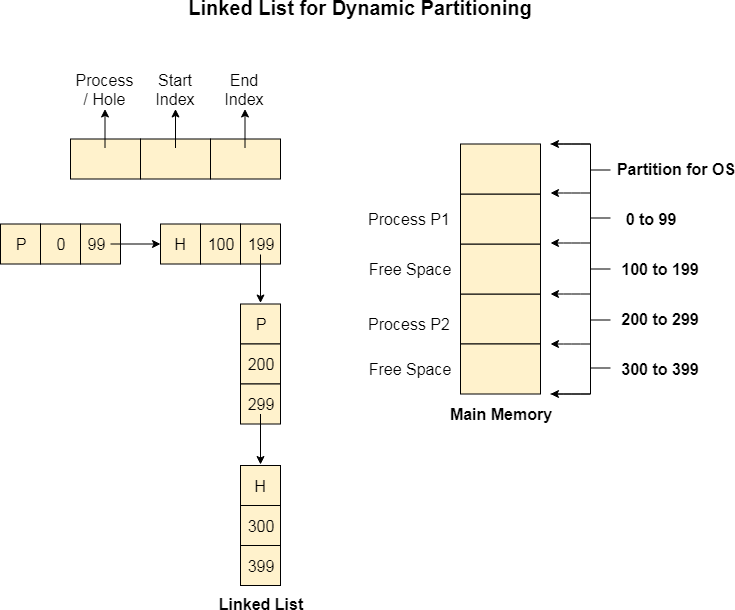 Linked List for Dynamic Partitioning
Process
/ Hole
Start
Index
End
Index
P 0 99
H 100 199
P
200
299
H
300
399
Linked List
Partition for OS
Process P1
0 to 99
Free Space
100 to 199
Process P2
200 to 299
Free Space
300 to 399
Main Memory